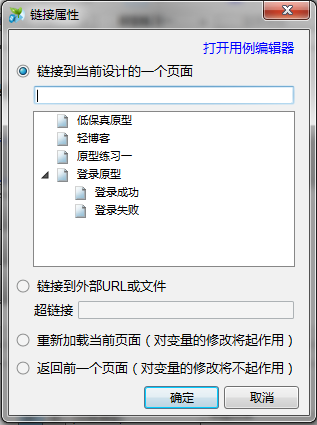 链接属性
打开用例编辑器
链接到当前设计的一个页面
低保真原型
轻博客
原型练习一
登录原型
登录成功
登录失败
链接到外部URL或文件
超链接
重新加载当前页面（对变量的修改将起作用）
返回前一个页面（对变量的修改将不起作用）
确定
取消